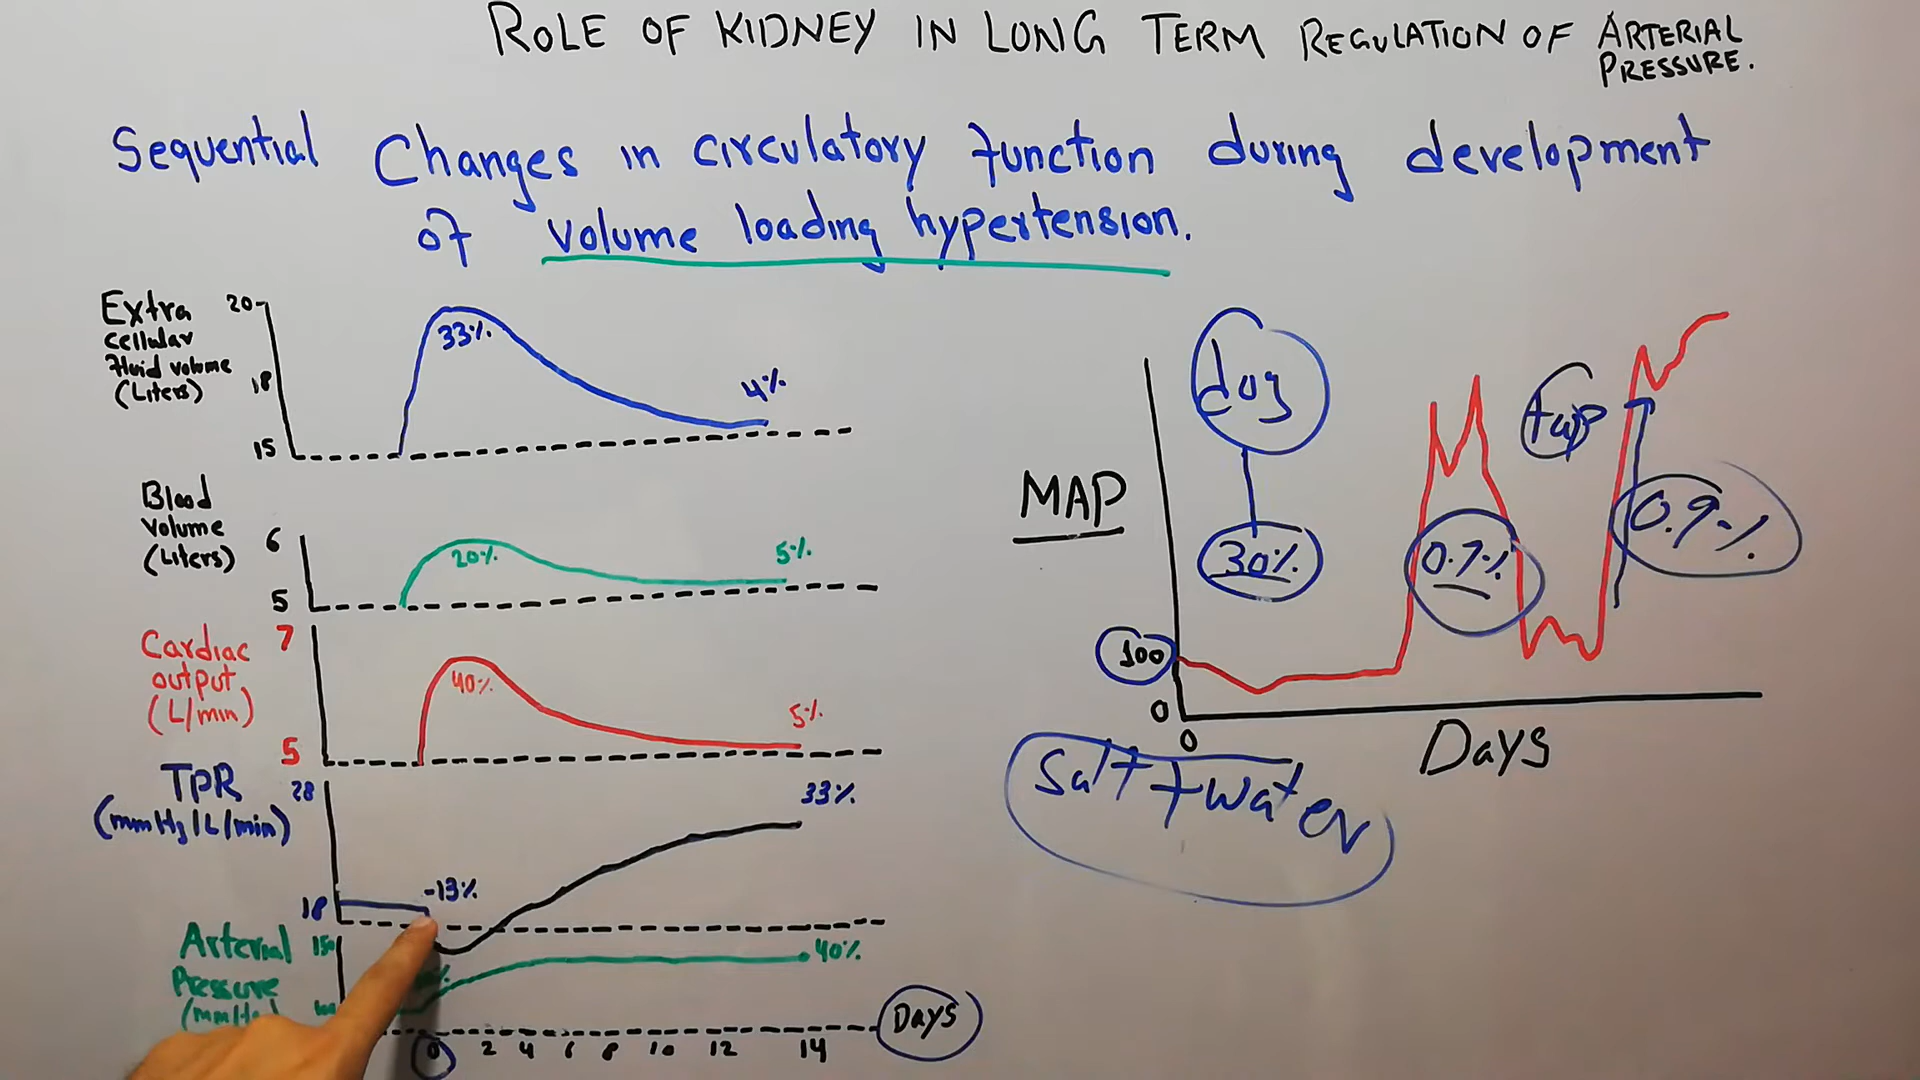 ROLE OF KIDNEY IN LONG TERM REGULATION OF ARTERIAL
PRESSURE.
Sequential Changes in circulatory function during development
of volume loading hypertension.
Extra
cellular
fluid volume
(Liters)
20
18
15
33%
4%
Blood
volume
(Liters)
6
5
20%
5%
Cardiac
output
(L/min)
7
5
40%
5%
TPR
(mmHg/L/min)
28
18
-13%
33%
Arterial
Pressure
150
40%
0 2 4 6 8 10 12 14
Days
MAP
100
0
0
Days
dog
30%
0.7%
0.9%
salt + water